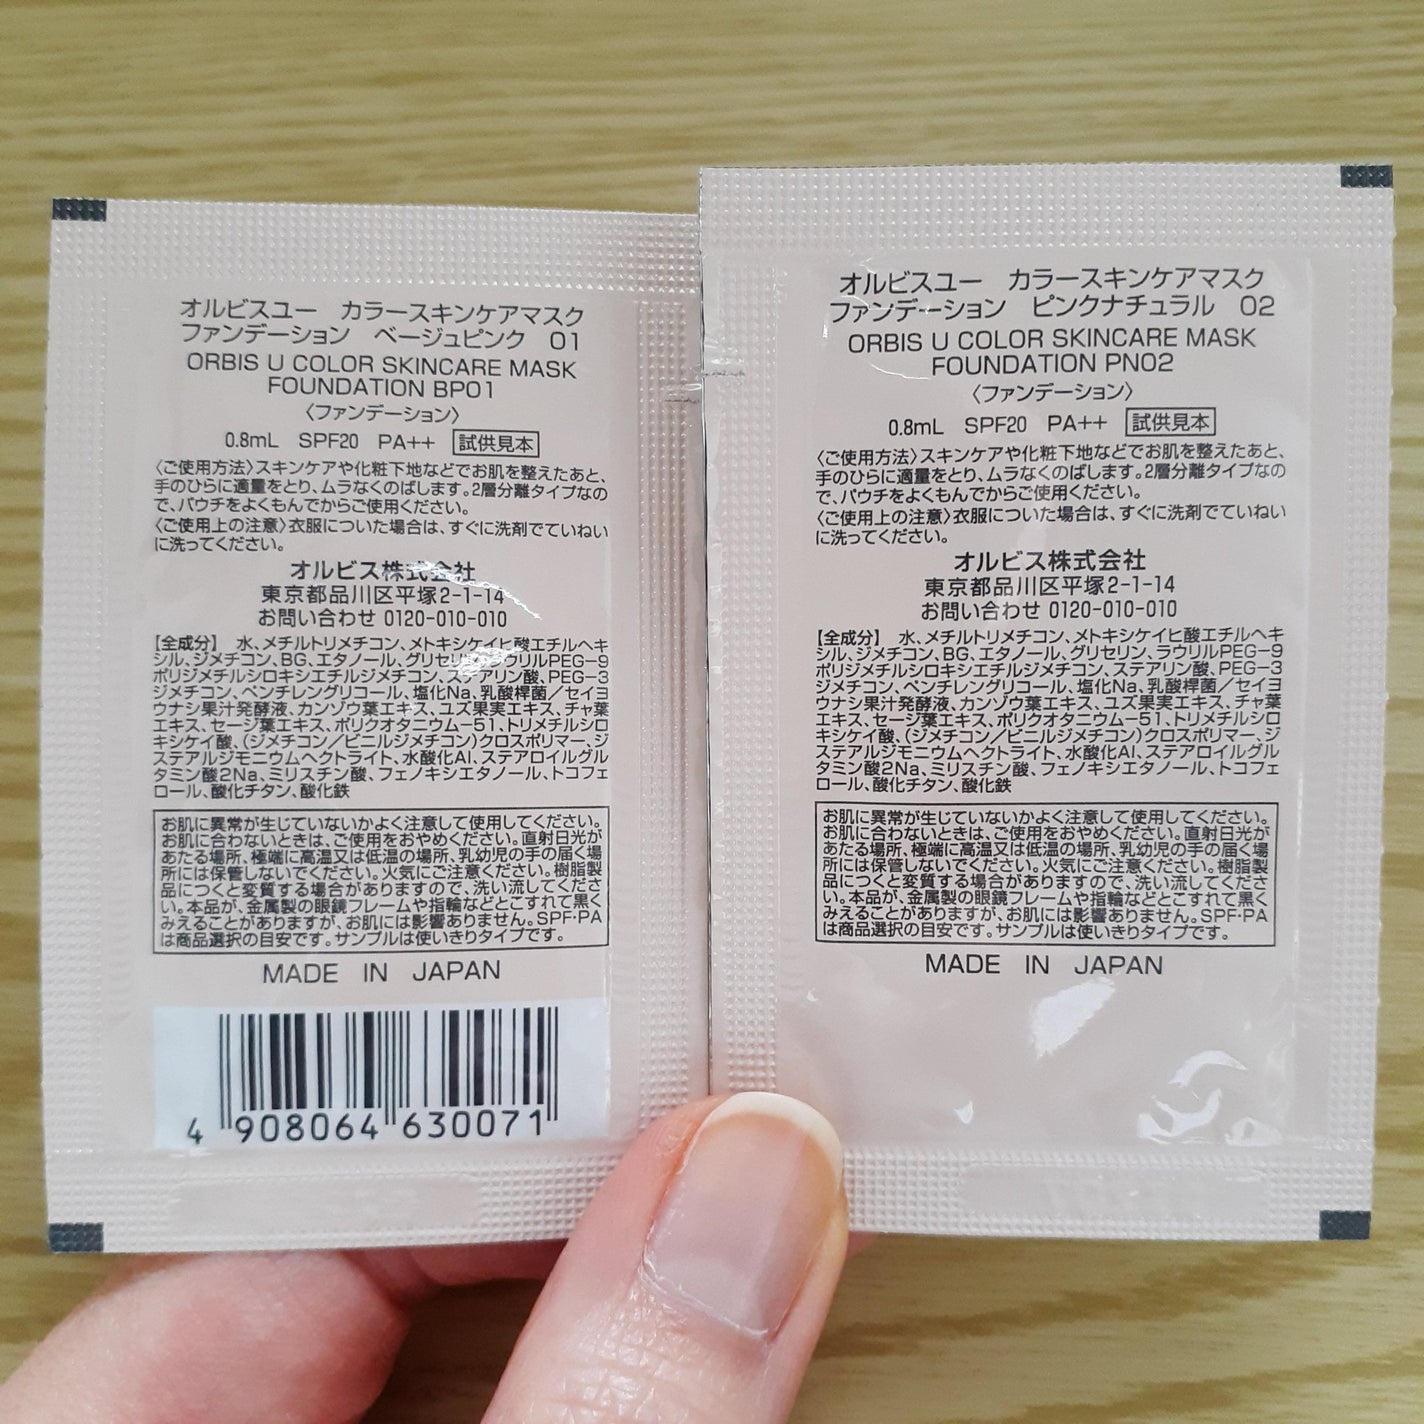 オルビスユー　カラースキンケアマスク
ファンデーション　ベージュピンク　01
ORBIS U COLOR SKINCARE MASK
FOUNDATION BP01
〈ファンデーション〉
0.8mL　SPF20　PA++　試供見本
〈ご使用方法〉スキンケアや化粧下地などでお肌を整えたあと、
手のひらに適量をとり、ムラなくのばします。2層分離タイプなの
で、パウチをよくもんでからご使用ください。
〈ご使用上の注意〉衣服についた場合は、すぐに洗剤でていねい
に洗ってください。
オルビス株式会社
東京都品川区平塚2-1-14
お問い合わせ 0120-010-010
【全成分】　水、メチルトリメチコン、メトキシケイヒ酸エチルヘキ
シル、ジメチコン、BG、エタノール、グリセリン、ラウリルPEG-9
ポリジメチルシロキシエチルジメチコン、ステアリン酸、PEG-3
ジメチコン、ペンチレングリコール、塩化Na、乳酸桿菌／セイヨ
ウナシ果汁発酵液、カンゾウ葉エキス、ユズ果実エキス、チャ葉
エキス、セージ葉エキス、ポリクオタニウム-51、トリメチルシロ
キシケイ酸、(ジメチコン／ビニルジメチコン)クロスポリマー、ジ
ステアルジモニウムヘクトライト、水酸化Al、ステアロイルグル
タミン酸2Na、ミリスチン酸、フェノキシエタノール、トコフェ
ロール、酸化チタン、酸化鉄
お肌に異常が生じていないかよく注意して使用してください。
お肌に合わないときは、ご使用をおやめください。直射日光が
あたる場所、極端に高温又は低温の場所、乳幼児の手の届く場
所には保管しないでください。火気にご注意ください。樹脂製
品につくと変質する場合がありますので、洗い流してくださ
い。本品が、金属製の眼鏡フレームや指輪などとこすれて黒く
みえることがありますが、お肌には影響ありません。SPF・PA
は商品選択の目安です。サンプルは使いきりタイプです。
MADE IN JAPAN
4 908064 630071
オルビスユー　カラースキンケアマスク
ファンデーション　ピンクナチュラル　02
ORBIS U COLOR SKINCARE MASK
FOUNDATION PN02
〈ファンデーション〉
0.8mL　SPF20　PA++　試供見本
〈ご使用方法〉スキンケアや化粧下地などでお肌を整えたあと、
手のひらに適量をとり、ムラなくのばします。2層分離タイプなの
で、パウチをよくもんでからご使用ください。
〈ご使用上の注意〉衣服についた場合は、すぐに洗剤でていねい
に洗ってください。
オルビス株式会社
東京都品川区平塚2-1-14
お問い合わせ 0120-010-010
【全成分】　水、メチルトリメチコン、メトキシケイヒ酸エチルヘキ
シル、ジメチコン、BG、エタノール、グリセリン、ラウリルPEG-9
ポリジメチルシロキシエチルジメチコン、ステアリン酸、PEG-3
ジメチコン、ペンチレングリコール、塩化Na、乳酸桿菌／セイヨ
ウナシ果汁発酵液、カンゾウ葉エキス、ユズ果実エキス、チャ葉
エキス、セージ葉エキス、ポリクオタニウム-51、トリメチルシロ
キシケイ酸、(ジメチコン／ビニルジメチコン)クロスポリマー、ジ
ステアルジモニウムヘクトライト、水酸化Al、ステアロイルグル
タミン酸2Na、ミリスチン酸、フェノキシエタノール、トコフェ
ロール、酸化チタン、酸化鉄
お肌に異常が生じていないかよく注意して使用してください。
お肌に合わないときは、ご使用をおやめください。直射日光が
あたる場所、極端に高温又は低温の場所、乳幼児の手の届く場
所には保管しないでください。火気にご注意ください。樹脂製
品につくと変質する場合がありますので、洗い流してくださ
い。本品が、金属製の眼鏡フレームや指輪などとこすれて黒く
みえることがありますが、お肌には影響ありません。SPF・PA
は商品選択の目安です。サンプルは使いきりタイプです。
MADE IN JAPAN